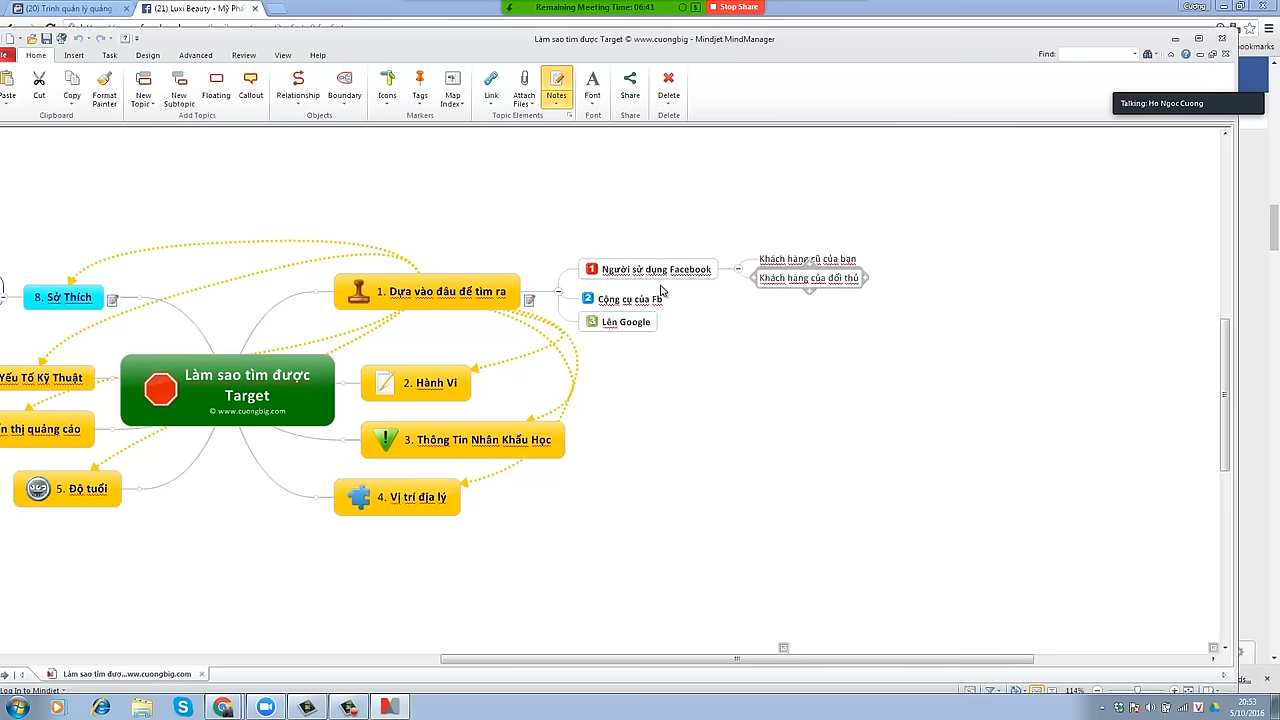 (20) Trình quản lý quảng
(21) Luxi Beauty - Mỹ Phẩ
Remaining Meeting Time: 06:41
Stop Share
Cuong
Làm sao tìm được Target © www.cuongbig.com - Mindjet MindManager
Home
Insert
Task
Design
Advanced
Review
View
Help
Find:
ookmarks
Paste
Cut
Copy
Format Painter
New Topic
New Subtopic
Floating
Callout
Relationship
Boundary
Icons
Tags
Map Index
Link
Attach Files
Notes
Font
Share
Delete
Clipboard
Add Topics
Objects
Markers
Topic Elements
Font
Share
Delete
Talking: Ho Ngoc Cuong
8. Sở Thích
1. Dựa vào đâu để tìm ra
1 Người sử dụng Facebook
Khách hàng cũ của bạn
Khách hàng của đối thủ
2 Cộng cụ của Fb
3 Lên Google
Yếu Tố Kỹ Thuật
Làm sao tìm được
Target
© www.cuongbig.com
2. Hành Vi
n thị quảng cáo
3. Thông Tin Nhân Khẩu Học
5. Độ tuổi
4. Vị trí địa lý
Làm sao tìm đượ...ww.cuongbig.com
Log In to Mindjet
114%
20:53
5/10/2016